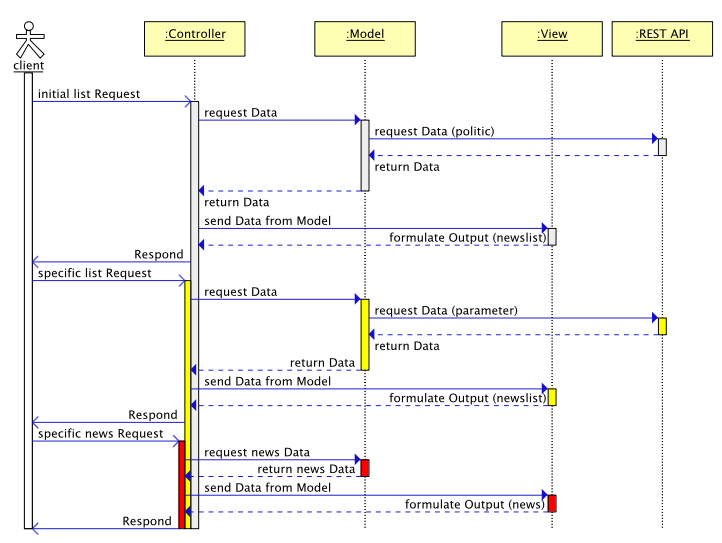 :Controller
:Model
:View
:REST API
client
initial list Request
request Data
request Data (politic)
return Data
return Data
send Data from Model
formulate Output (newslist)
Respond
specific list Request
request Data
request Data (parameter)
return Data
return Data
send Data from Model
formulate Output (newslist)
Respond
specific news Request
request news Data
return news Data
send Data from Model
formulate Output (news)
Respond